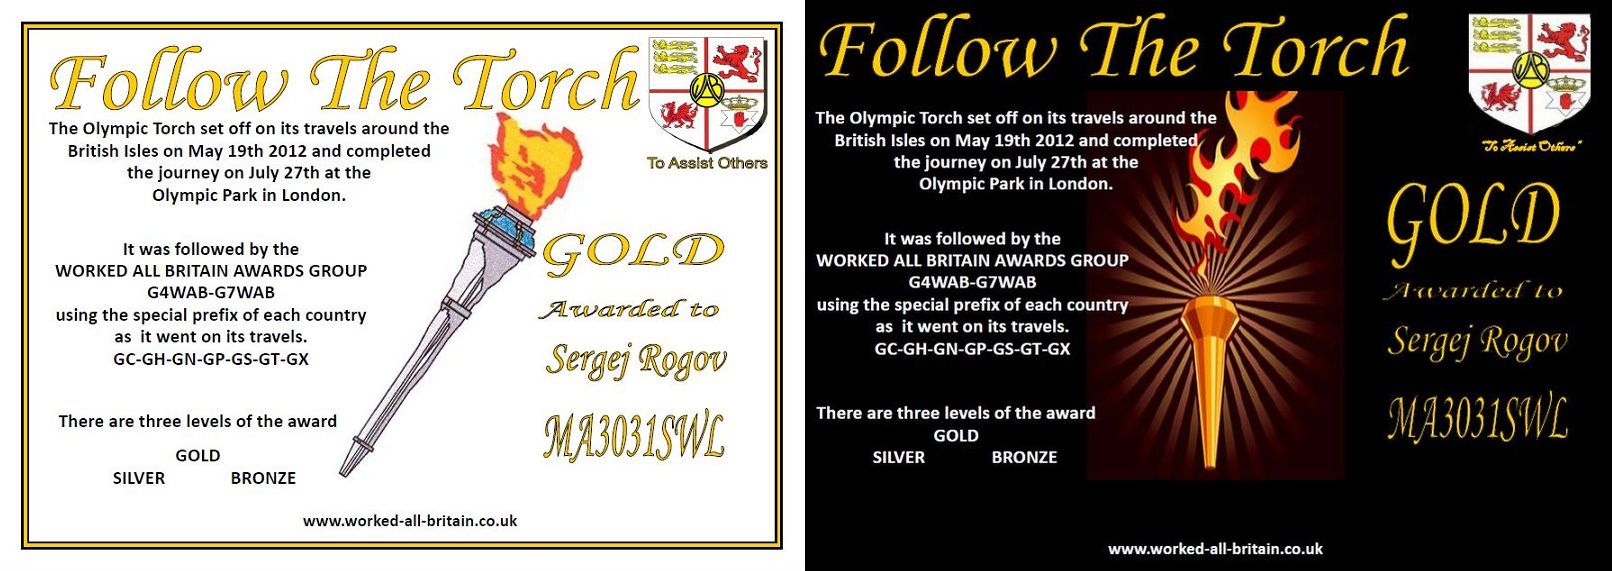 Follow The Torch
The Olympic Torch set off on its travels around the
British Isles on May 19th 2012 and completed
the journey on July 27th at the
Olympic Park in London.
It was followed by the
WORKED ALL BRITAIN AWARDS GROUP
G4WAB-G7WAB
using the special prefix of each country
as it went on its travels.
GC-GH-GN-GP-GS-GT-GX
There are three levels of the award
GOLD
SILVER BRONZE
WAB
To Assist Others
GOLD
Awarded to
Sergej Rogov
MA3031SWL
www.worked-all-britain.co.uk
Follow The Torch
The Olympic Torch set off on its travels around the
British Isles on May 19th 2012 and completed
the journey on July 27th at the
Olympic Park in London.
It was followed by the
WORKED ALL BRITAIN AWARDS GROUP
G4WAB-G7WAB
using the special prefix of each country
as it went on its travels.
GC-GH-GN-GP-GS-GT-GX
There are three levels of the award
GOLD
SILVER BRONZE
WAB
"To Assist Others"
GOLD
Awarded to
Sergej Rogov
MA3031SWL
www.worked-all-britain.co.uk